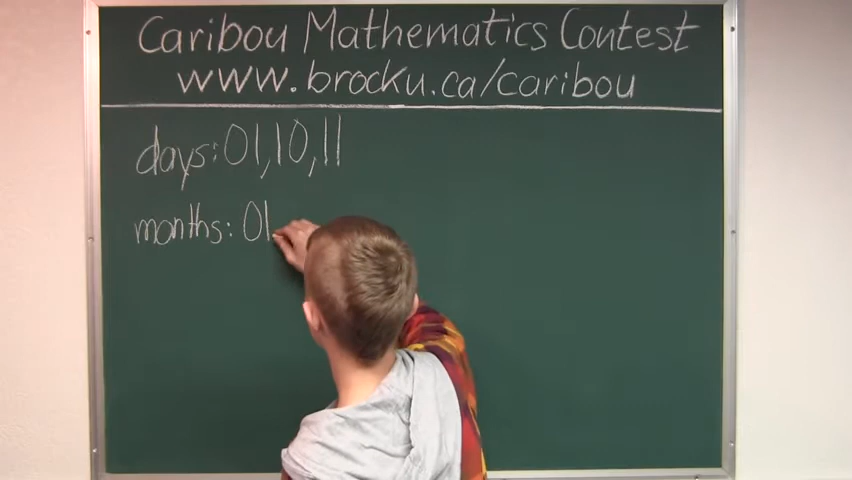 Caribou Mathematics Contest
www.brocku.ca/caribou
days: 01, 10, 11
months: 01